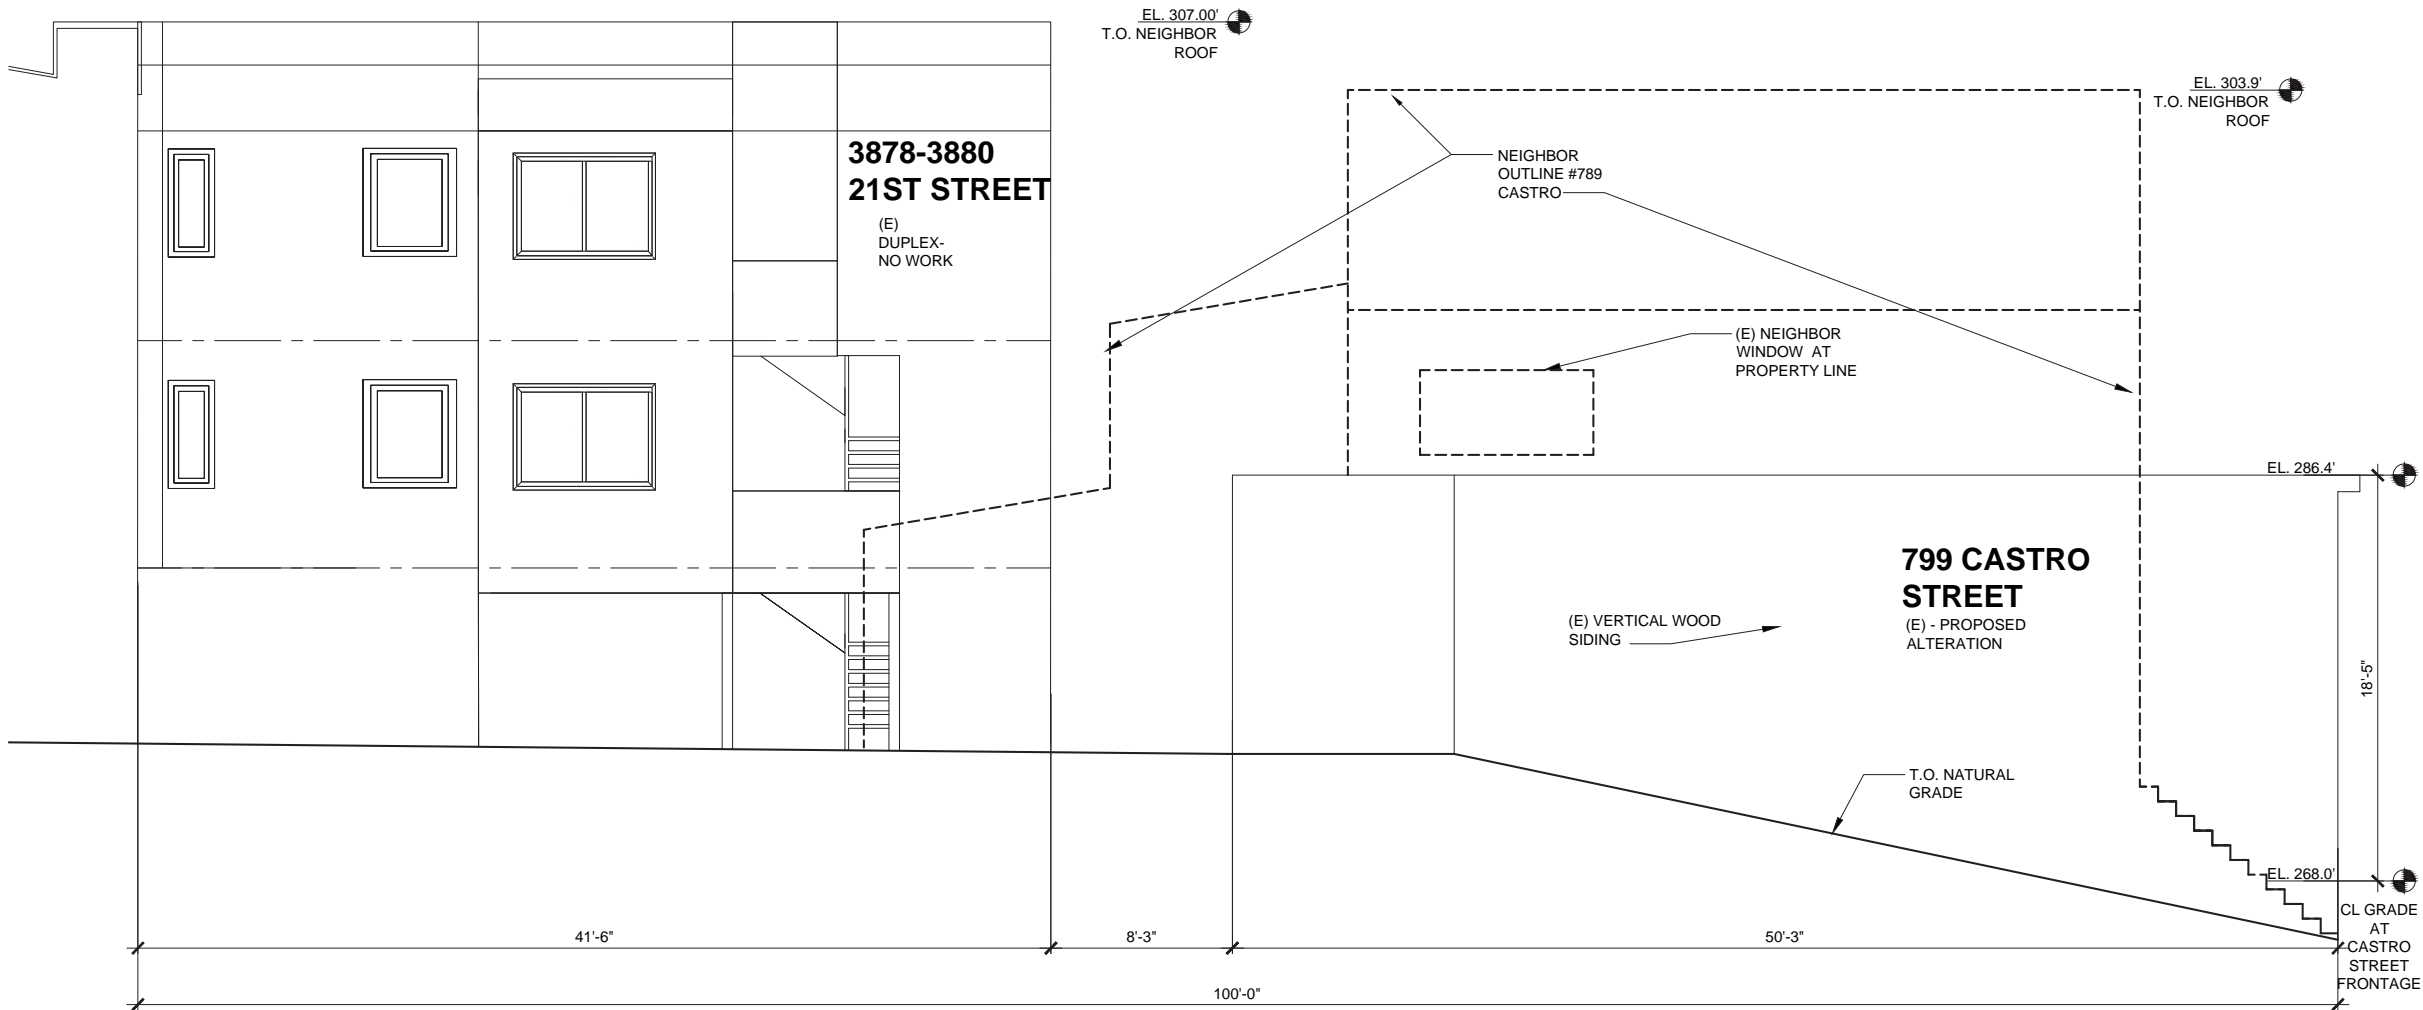 EL. 307.00'
T.O. NEIGHBOR
ROOF
EL. 303.9'
T.O. NEIGHBOR
ROOF
3878-3880
21ST STREET
(E)
DUPLEX-
NO WORK
NEIGHBOR
OUTLINE #789
CASTRO
(E) NEIGHBOR
WINDOW AT
PROPERTY LINE
EL. 286.4'
799 CASTRO
STREET
(E) - PROPOSED
ALTERATION
(E) VERTICAL WOOD
SIDING
18'-5"
T.O. NATURAL
GRADE
EL. 268.0'
CL GRADE
AT
CASTRO
STREET
FRONTAGE
41'-6"
8'-3"
50'-3"
100'-0"